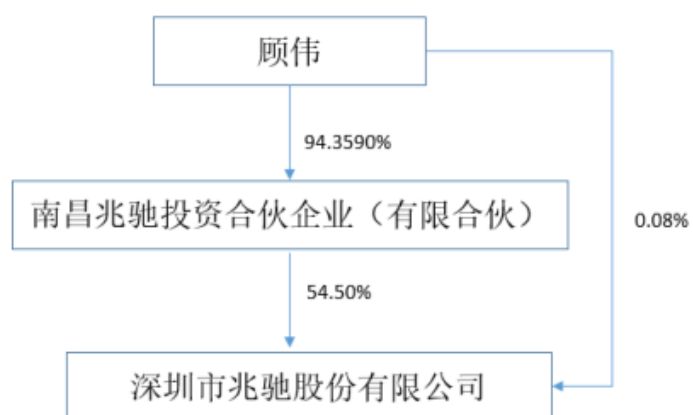 顾伟
94.3590%
南昌兆驰投资合伙企业（有限合伙）
0.08%
54.50%
深圳市兆驰股份有限公司